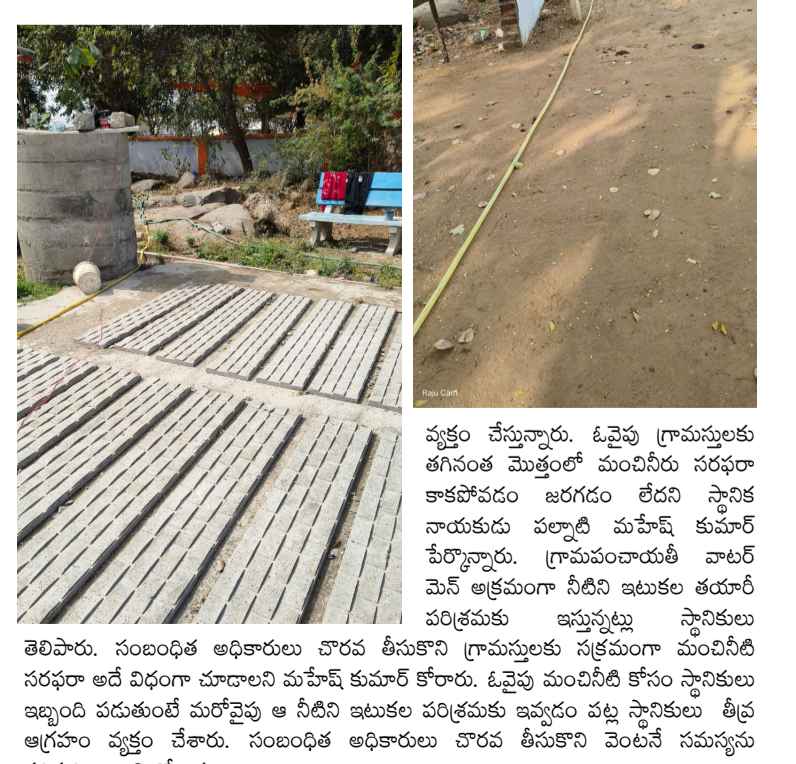 Raju Cam
వ్యక్తం చేస్తున్నారు. ఓవైపు గ్రామస్తులకు
తగినంత మొత్తంలో మంచినీరు సరఫరా
కాకపోవడం జరగడం లేదని స్థానిక
నాయకుడు పల్నాటి మహేష్ కుమార్
పేర్కొన్నారు. గ్రామపంచాయతీ వాటర్
మెన్ అక్రమంగా నీటిని ఇటుకల తయారీ
పరిశ్రమకు ఇస్తున్నట్లు స్థానికులు
తెలిపారు. సంబంధిత అధికారులు చొరవ తీసుకొని గ్రామస్తులకు సక్రమంగా మంచినీటి
సరఫరా అదే విధంగా చూడాలని మహేష్ కుమార్ కోరారు. ఓవైపు మంచినీటి కోసం స్థానికులు
ఇబ్బంది పడుతుంటే మరోవైపు ఆ నీటిని ఇటుకల పరిశ్రమకు ఇవ్వడం పట్ల స్థానికులు తీవ్ర
ఆగ్రహం వ్యక్తం చేశారు. సంబంధిత అధికారులు చొరవ తీసుకొని వెంటనే సమస్యను